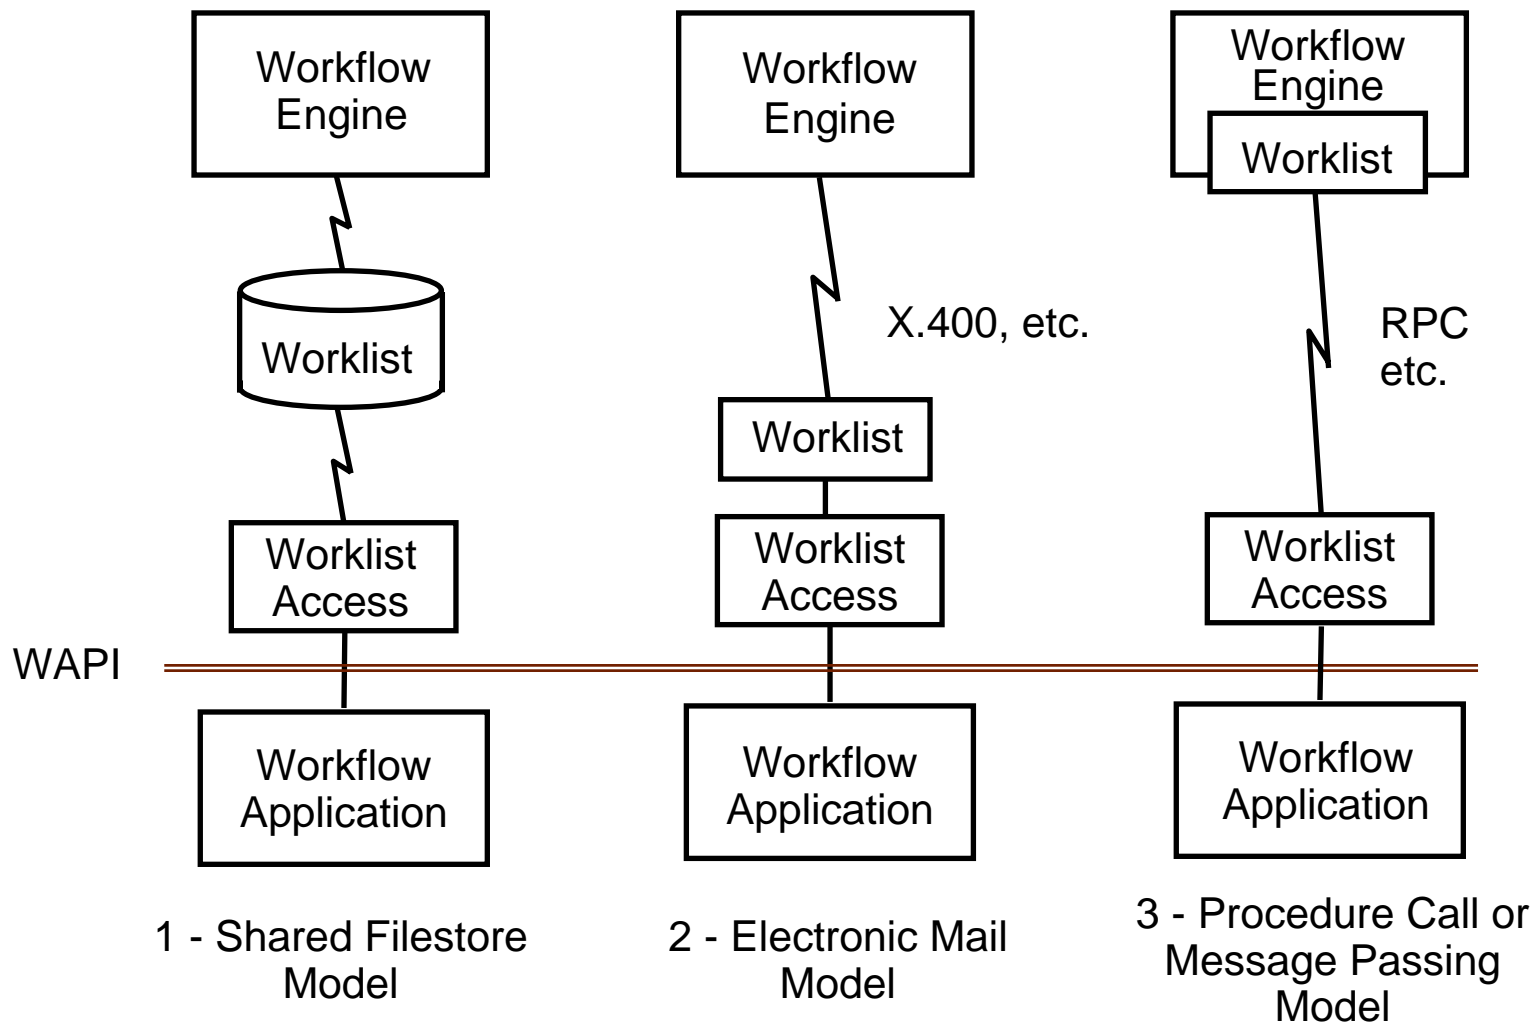 Workflow
Engine
Worklist
Worklist
Access
Workflow
Application
1 - Shared Filestore
Model
Workflow
Engine
X.400, etc.
Worklist
Worklist
Access
Workflow
Application
2 - Electronic Mail
Model
Workflow
Engine
Worklist
RPC
etc.
Worklist
Access
Workflow
Application
3 - Procedure Call or
Message Passing
Model
WAPI